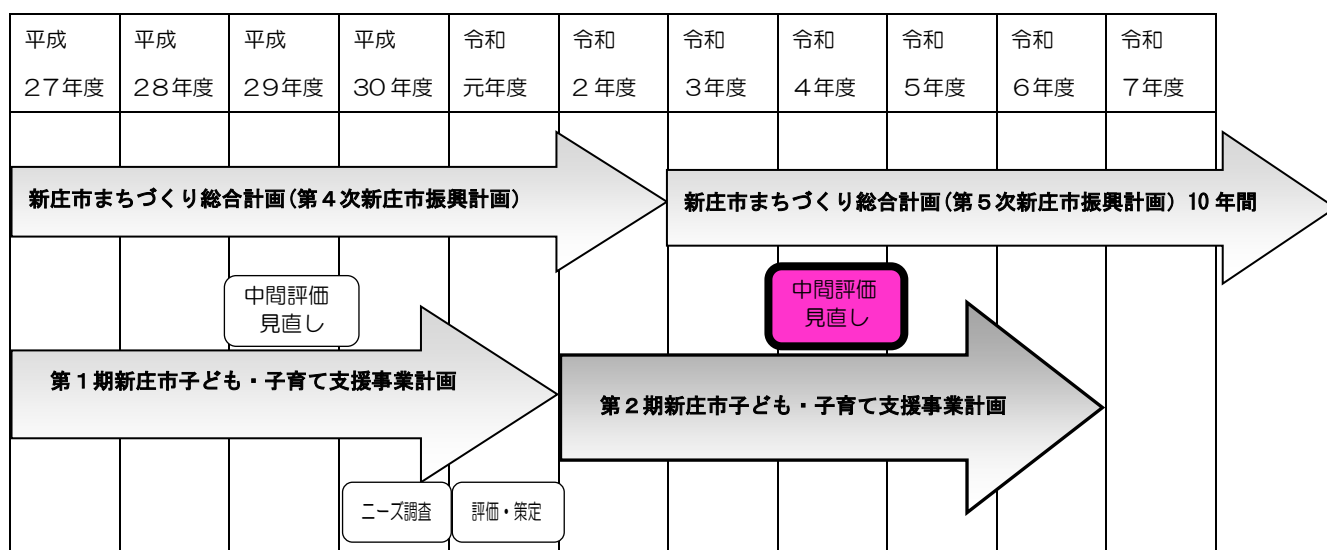 平成 平成 平成 平成 令和 令和 令和 令和 令和 令和 令和
27年度 28年度 29年度 30年度 元年度 2年度 3年度 4年度 5年度 6年度 7年度
新庄市まちづくり総合計画(第4次新庄市振興計画)
新庄市まちづくり総合計画(第5次新庄市振興計画) 10年間
中間評価
見直し
中間評価
見直し
第1期新庄市子ども・子育て支援事業計画
第2期新庄市子ども・子育て支援事業計画
ニーズ調査
評価・策定